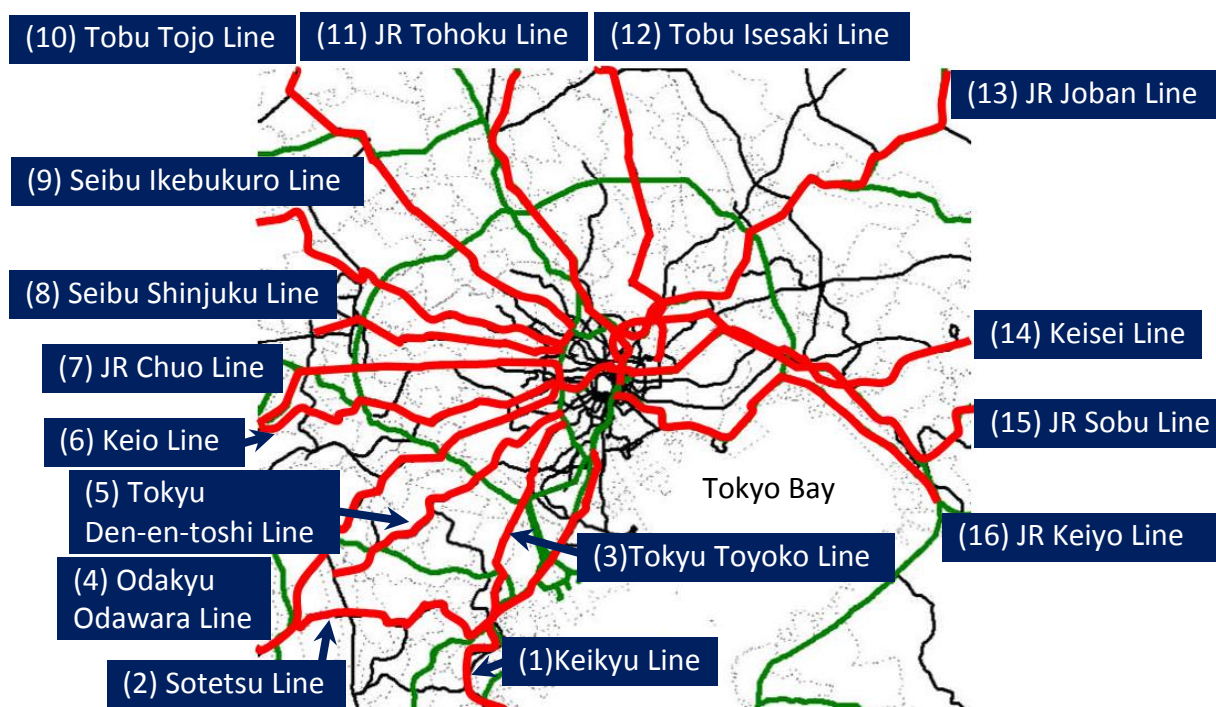 (10) Tobu Tojo Line
(11) JR Tohoku Line
(12) Tobu Isesaki Line
(13) JR Joban Line
(9) Seibu Ikebukuro Line
(8) Seibu Shinjuku Line
(14) Keisei Line
(7) JR Chuo Line
(15) JR Sobu Line
(6) Keio Line
(5) Tokyu
Den-en-toshi Line
Tokyo Bay
(16) JR Keiyo Line
(3)Tokyu Toyoko Line
(4) Odakyu
Odawara Line
(1)Keikyu Line
(2) Sotetsu Line